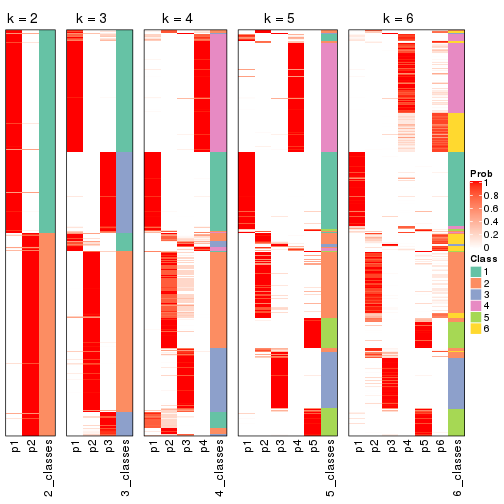 k = 2
k = 3
k = 4
k = 5
k = 6
Prob
1
0.8
0.6
0.4
0.2
0
Class
1
2
3
4
5
6
p1
p2
2_classes
p1
p2
p3
3_classes
p1
p2
p3
p4
4_classes
p1
p2
p3
p4
p5
5_classes
p1
p2
p3
p4
p5
p6
6_classes